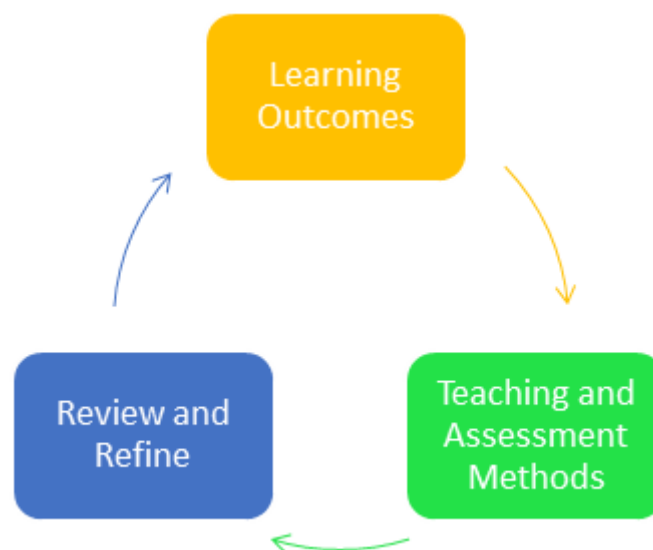 Learning
Outcomes
Teaching and
Assessment
Methods
Review and
Refine